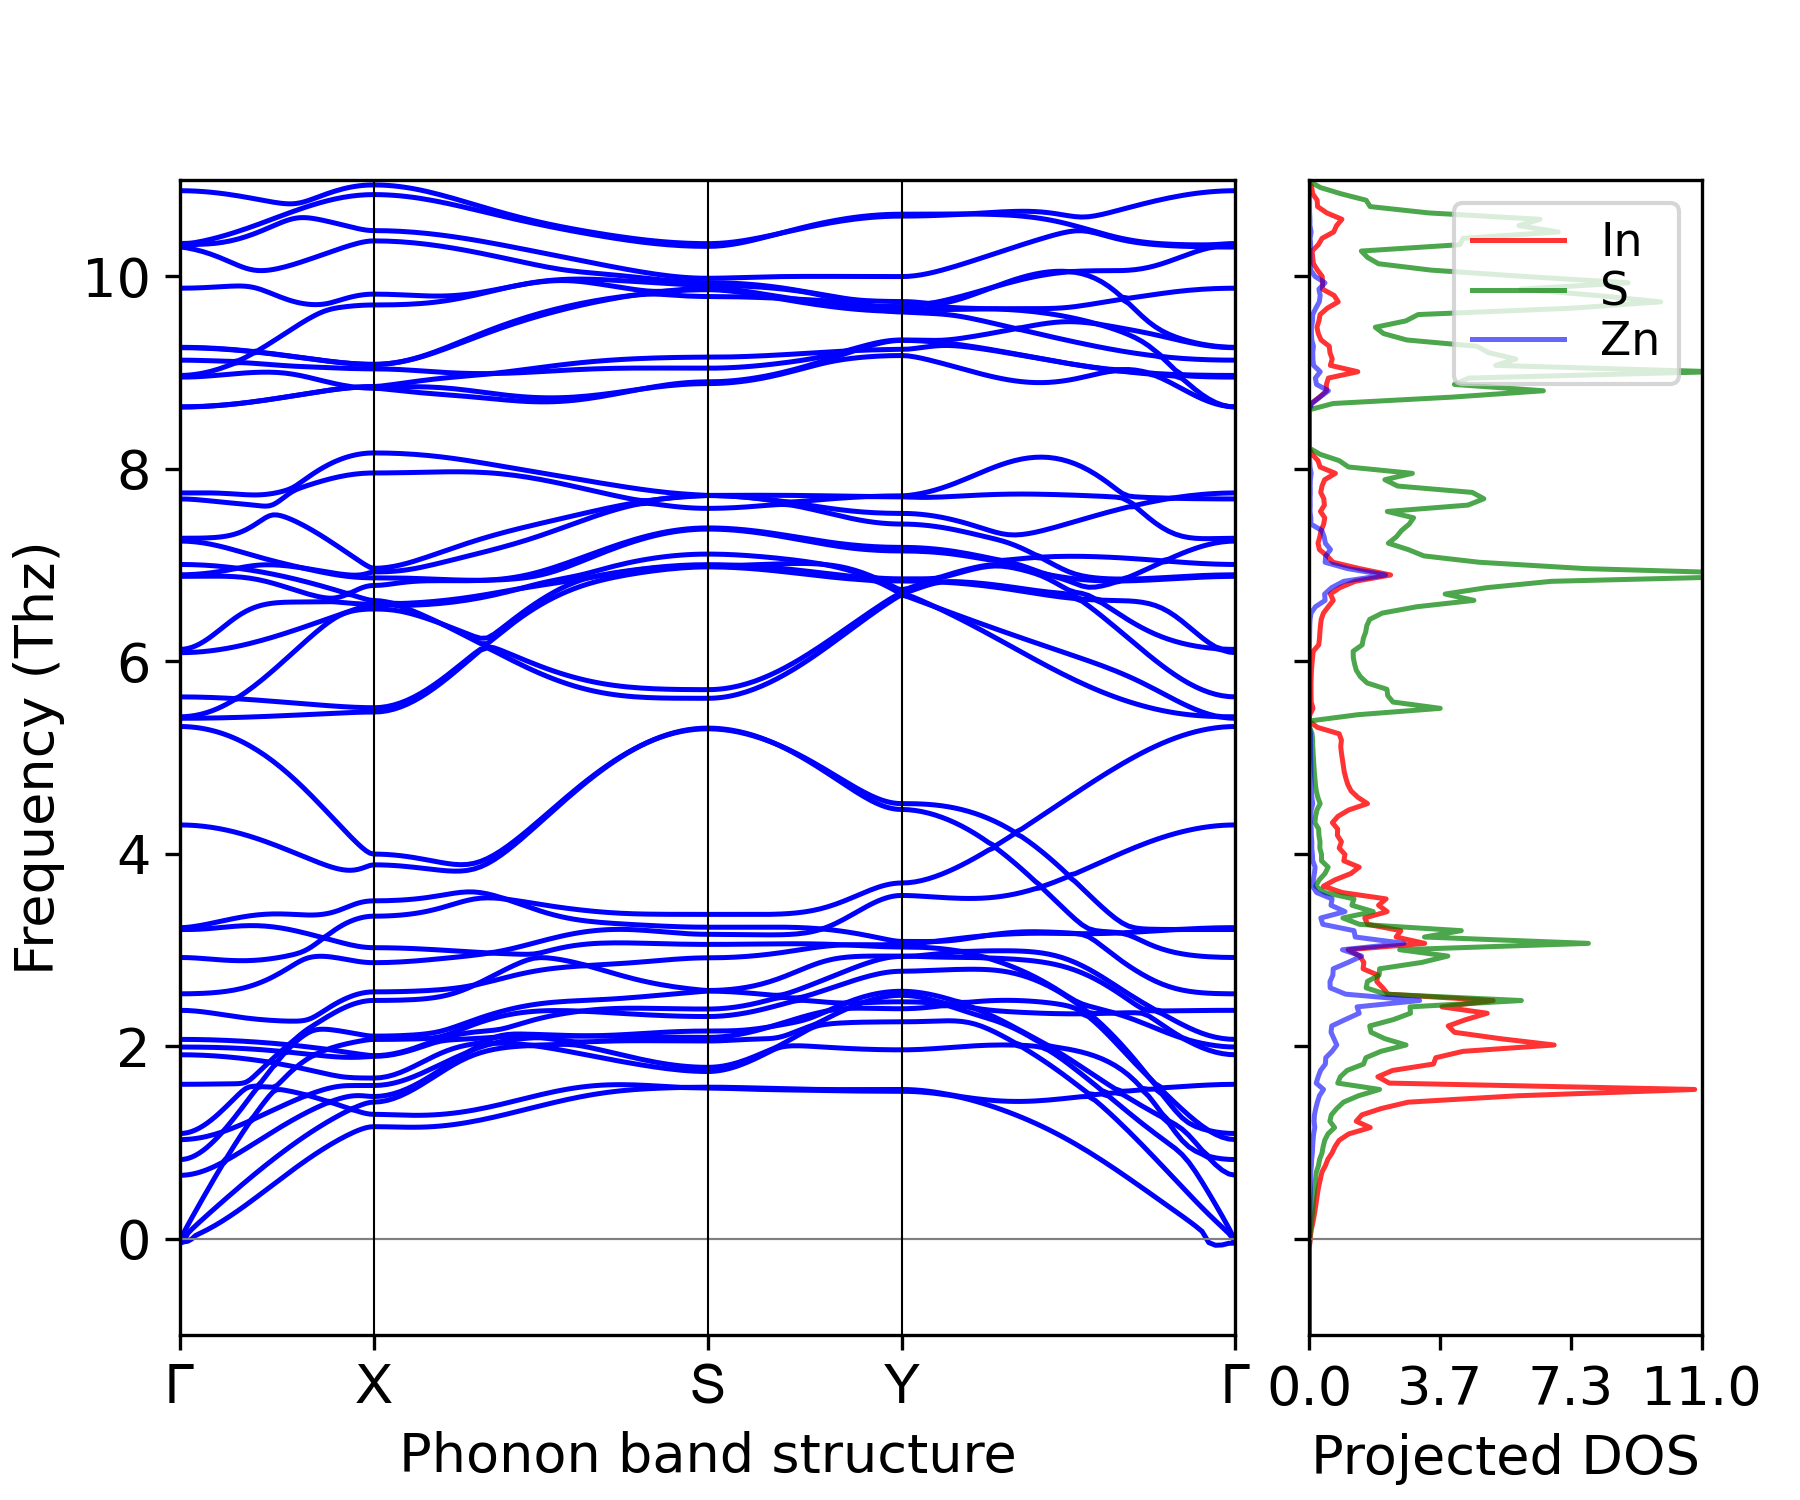 In
S
Zn
10
8
6
4
2
0
Frequency (Thz)
Γ X S Y Γ
0.0 3.7 7.3 11.0
Phonon band structure
Projected DOS